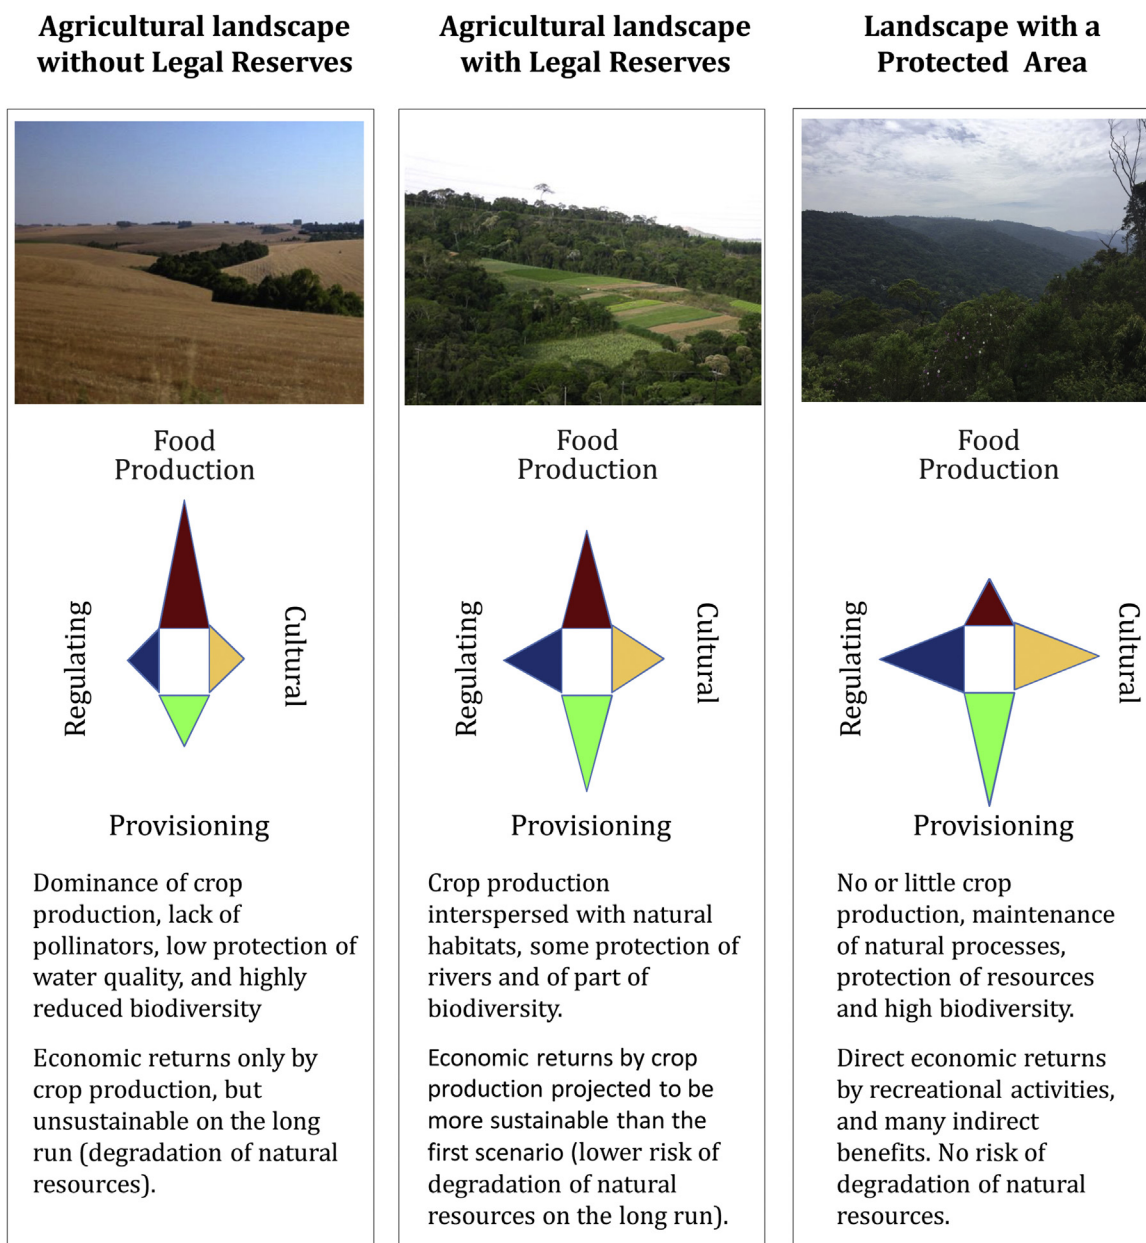 Agricultural landscape
without Legal Reserves
Food
Production
Regulating
Cultural
Provisioning
Dominance of crop
production, lack of
pollinators, low protection of
water quality, and highly
reduced biodiversity
Economic returns only by
crop production, but
unsustainable on the long
run (degradation of natural
resources).
Agricultural landscape
with Legal Reserves
Food
Production
Regulating
Cultural
Provisioning
Crop production
interspersed with natural
habitats, some protection of
rivers and of part of
biodiversity.
Economic returns by crop
production projected to be
more sustainable than the
first scenario (lower risk of
degradation of natural
resources on the long run).
Landscape with a
Protected Area
Food
Production
Regulating
Cultural
Provisioning
No or little crop
production, maintenance
of natural processes,
protection of resources
and high biodiversity.
Direct economic returns
by recreational activities,
and many indirect
benefits. No risk of
degradation of natural
resources.